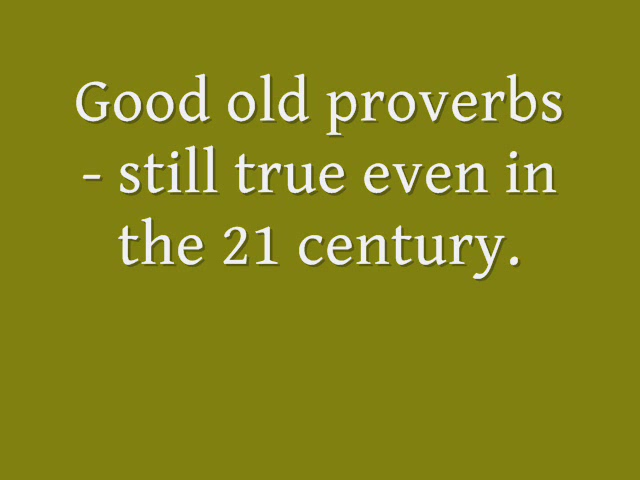 Good old proverbs
- still true even in
the 21 century.